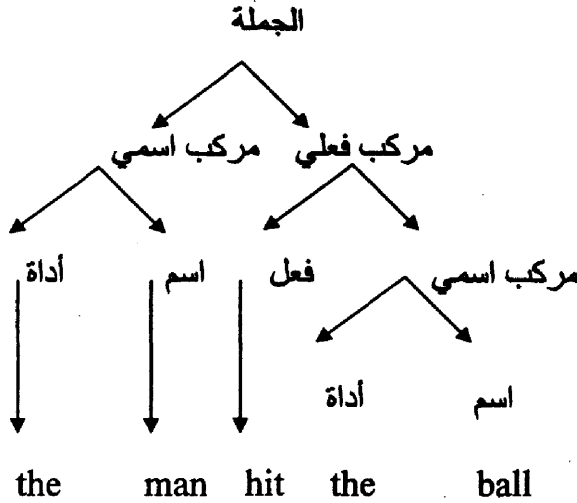 الجملة
مركب اسمي مركب فعلي
أداة اسم فعل مركب اسمي
أداة اسم
the man hit the ball